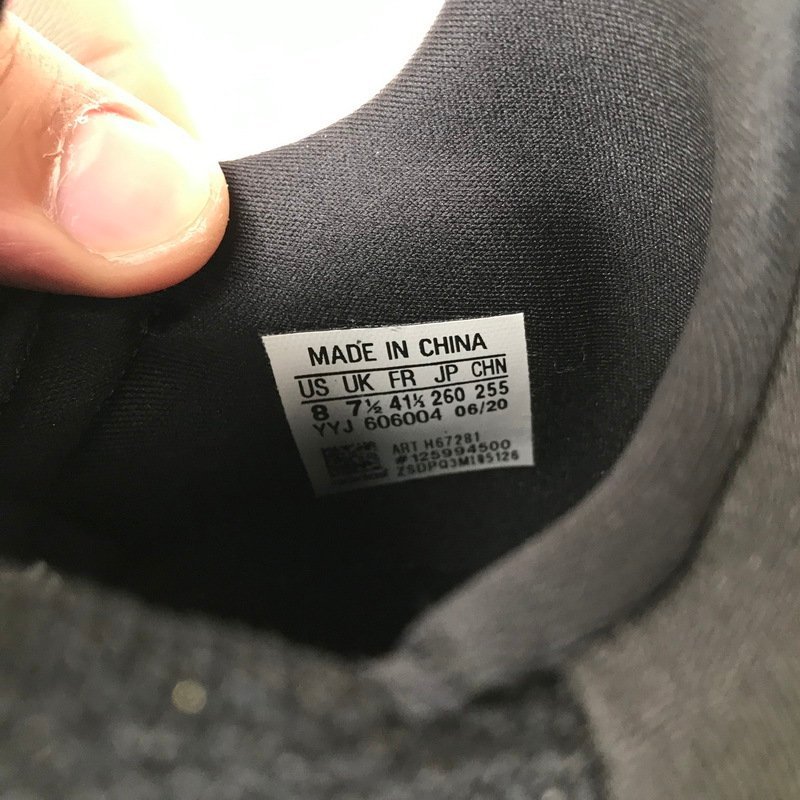 MADE IN CHINA
US UK FR JP CHN
8 7½ 41⅓ 260 255
YYJ 606004 06/20
ART H67281
#125994500
ZSDPQ3MI85126